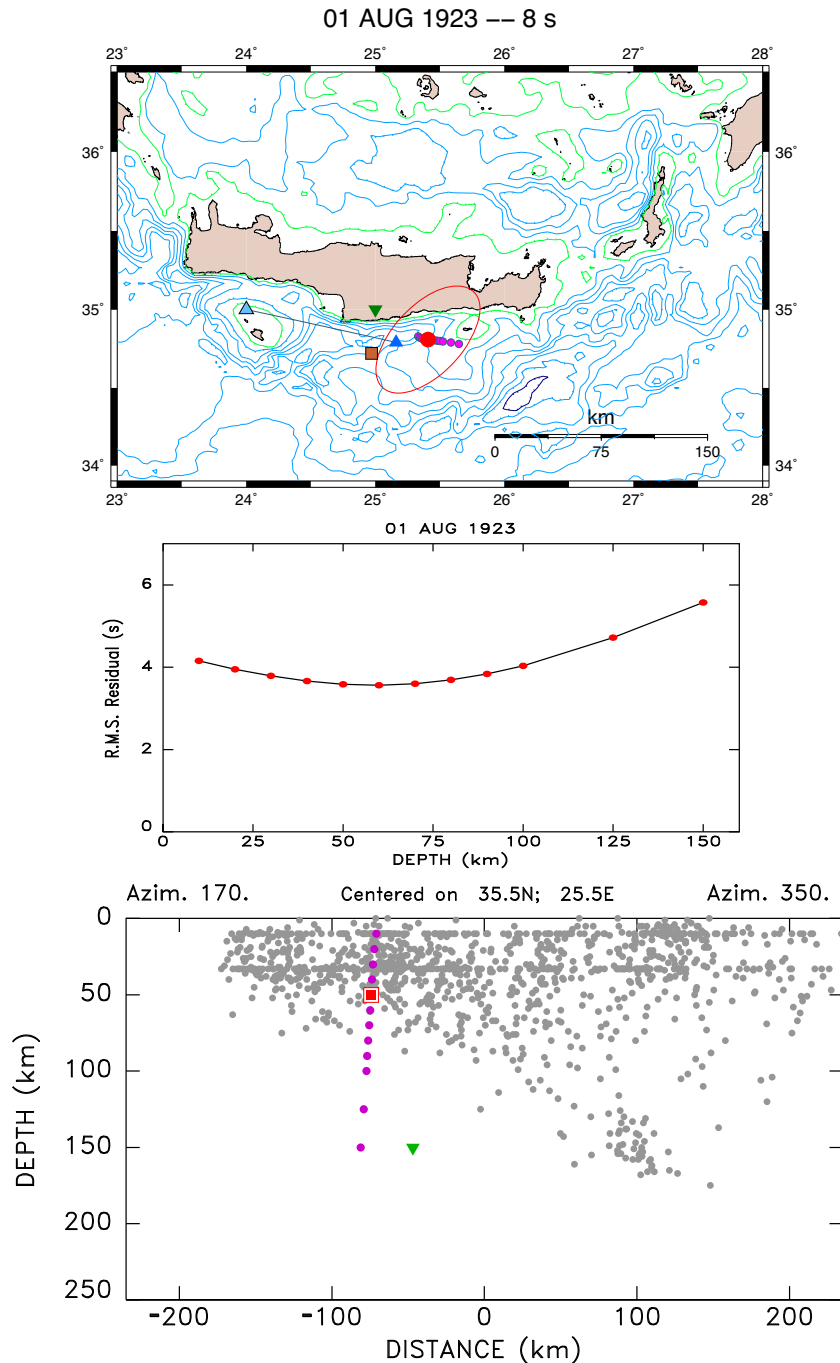 01 AUG 1923 –– 8 s
23˚ 24˚ 25˚ 26˚ 27˚ 28˚
36˚
35˚
34˚
km
0 75 150
23˚ 24˚ 25˚ 26˚ 27˚ 28˚
01 AUG 1923
6
4
2
0
R.M.S. Residual (s)
0 25 50 75 100 125 150
DEPTH (km)
Azim. 170. Centered on 35.5N; 25.5E Azim. 350.
0
50
100
150
200
250
DEPTH (km)
-200 -100 0 100 200
DISTANCE (km)